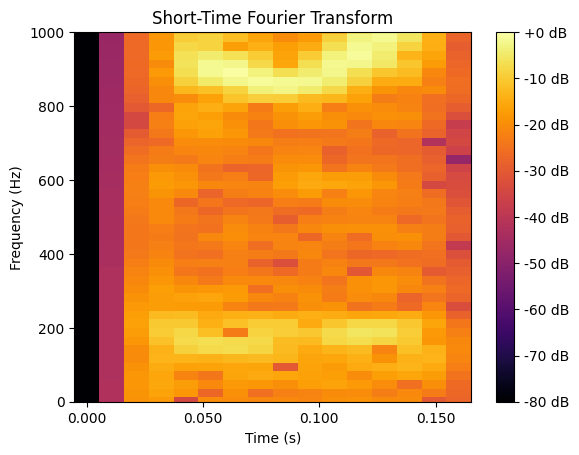 Short-Time Fourier Transform
1000
800
600
400
200
0
Frequency (Hz)
0.000
0.050
0.100
0.150
Time (s)
+0 dB
-10 dB
-20 dB
-30 dB
-40 dB
-50 dB
-60 dB
-70 dB
-80 dB